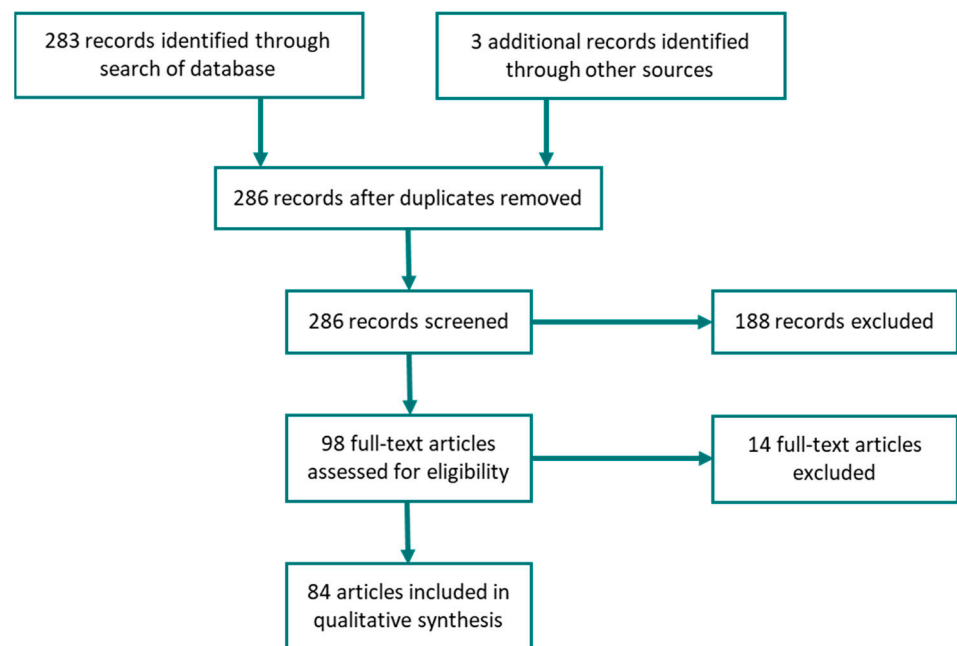 283 records identified through
search of database
3 additional records identified
through other sources
286 records after duplicates removed
286 records screened
188 records excluded
98 full-text articles
assessed for eligibility
14 full-text articles
excluded
84 articles included in
qualitative synthesis